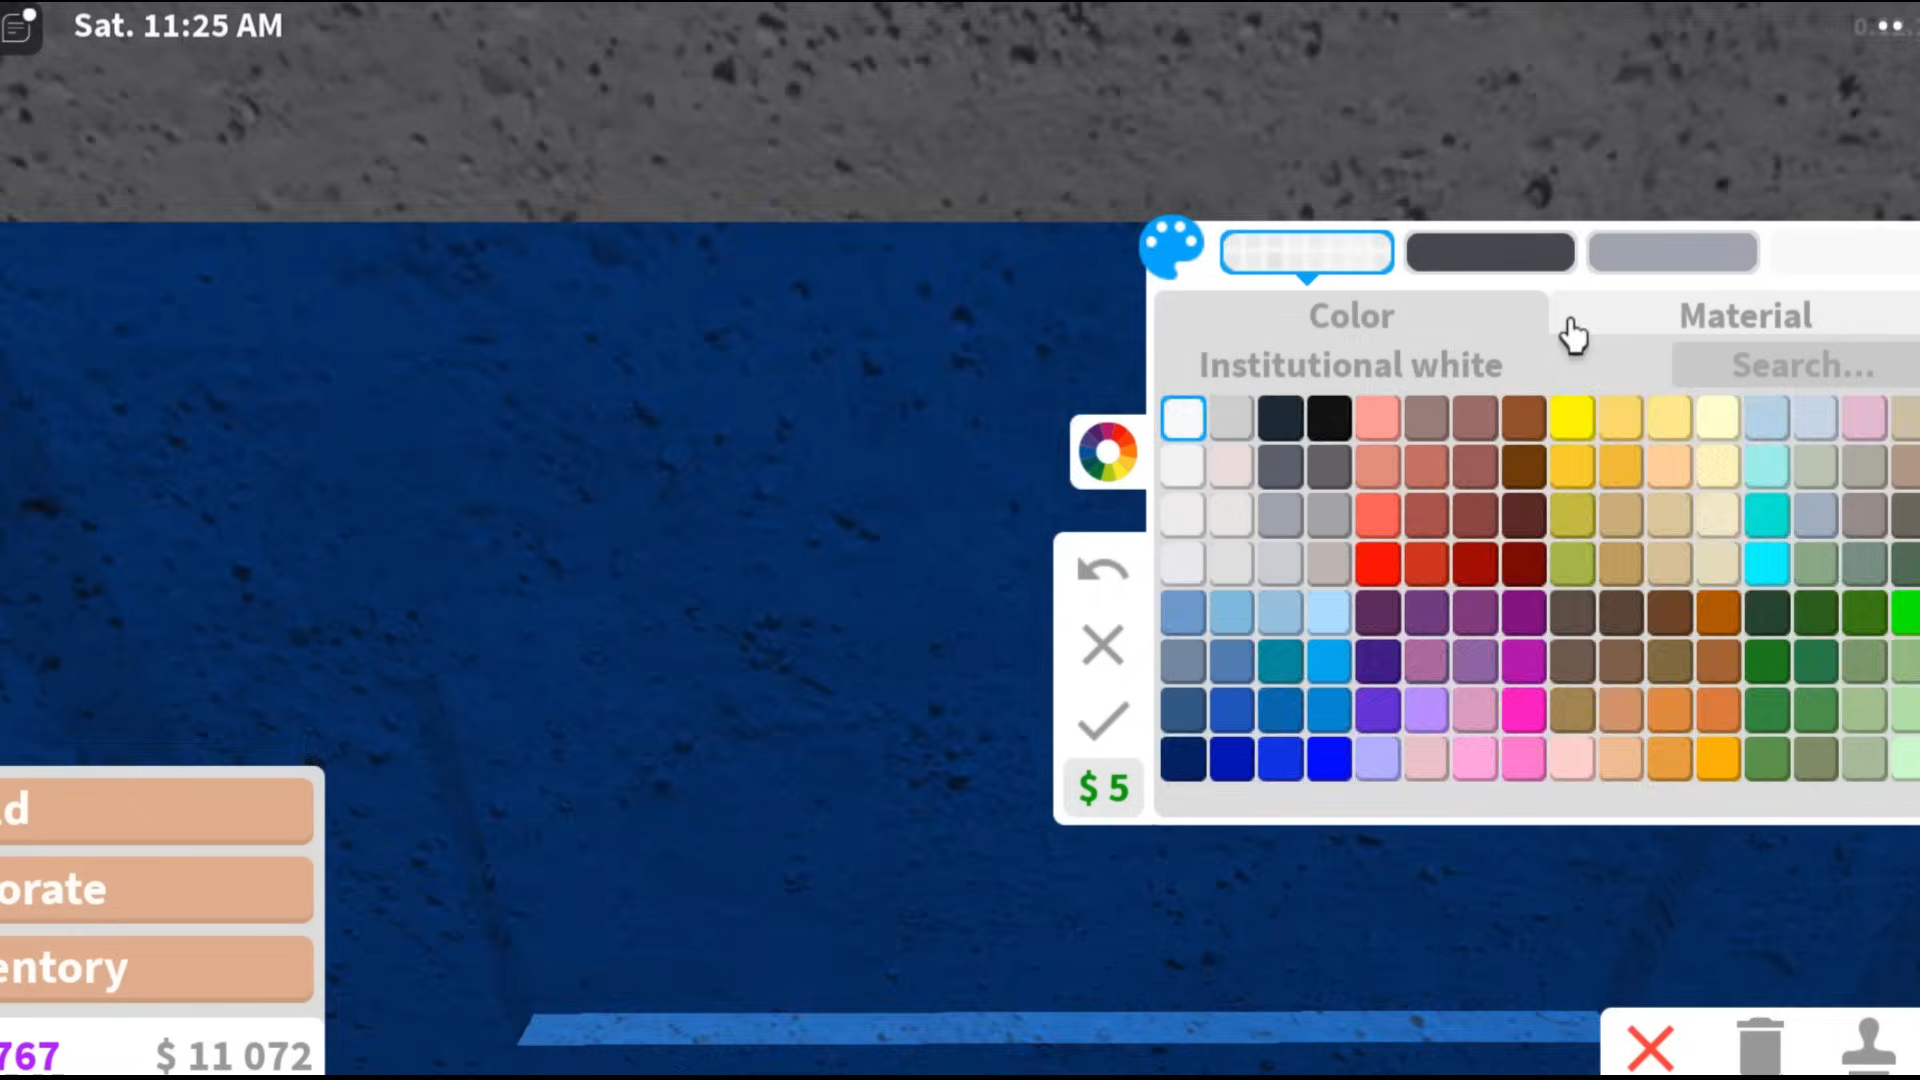 Sat. 11:25 AM
Color
Material
Institutional white
Search...
$ 5
d
orate
entory
767
$ 11 072